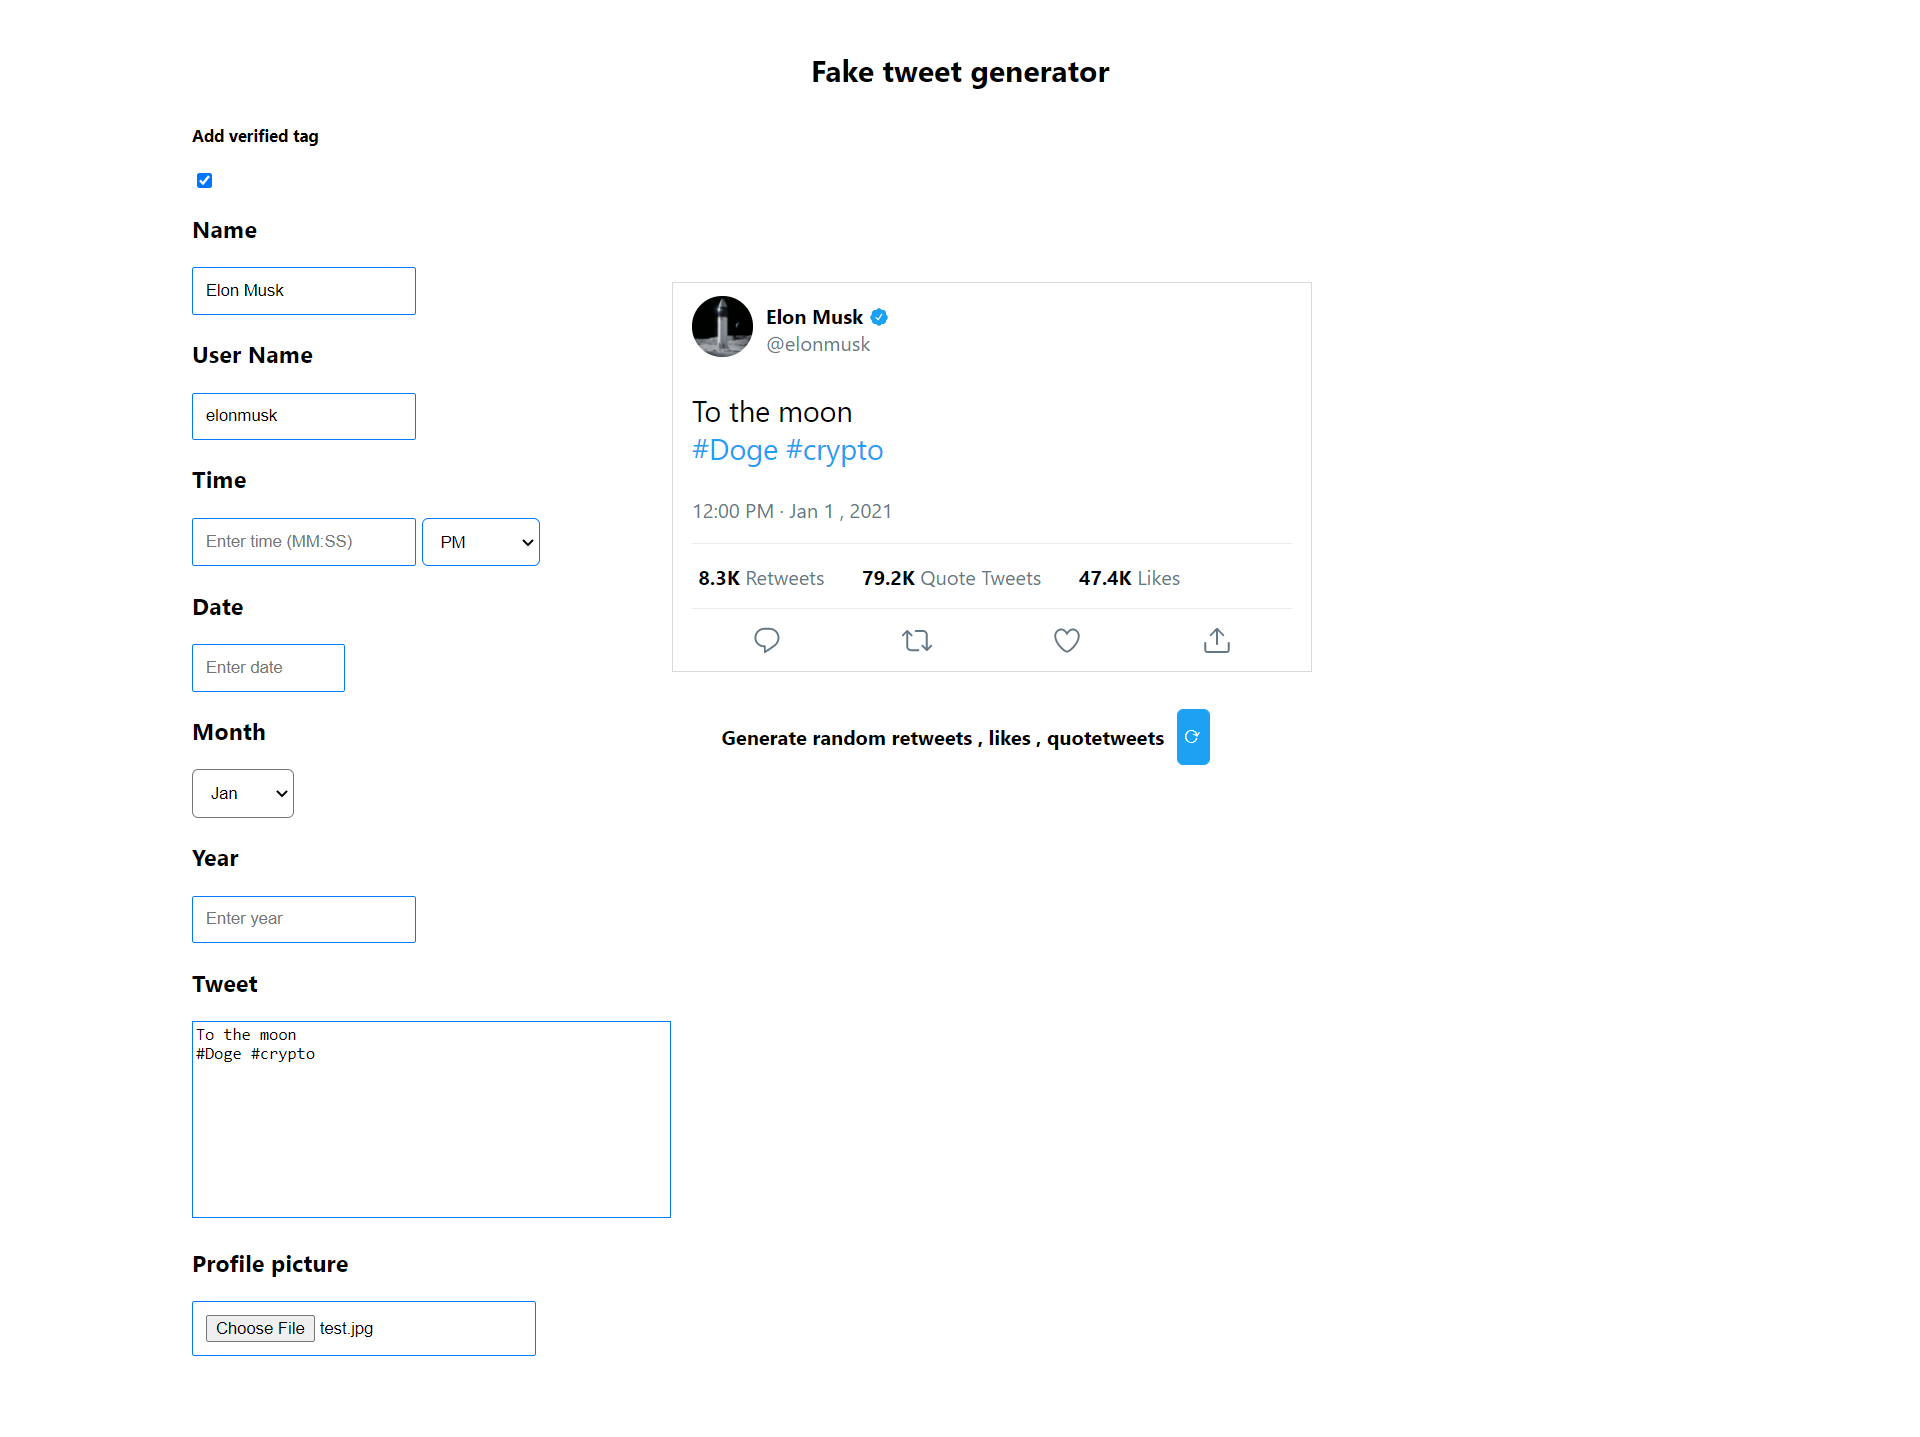 Fake tweet generator
Add verified tag
Name
Elon Musk
User Name
elonmusk
Time
Enter time (MM:SS) PM
Date
Enter date
Month
Jan
Year
Enter year
Tweet
To the moon
#Doge #crypto
Profile picture
Choose File test.jpg
Elon Musk
@elonmusk
To the moon
#Doge #crypto
12:00 PM · Jan 1 , 2021
8.3K Retweets 79.2K Quote Tweets 47.4K Likes
Generate random retweets , likes , quotetweets